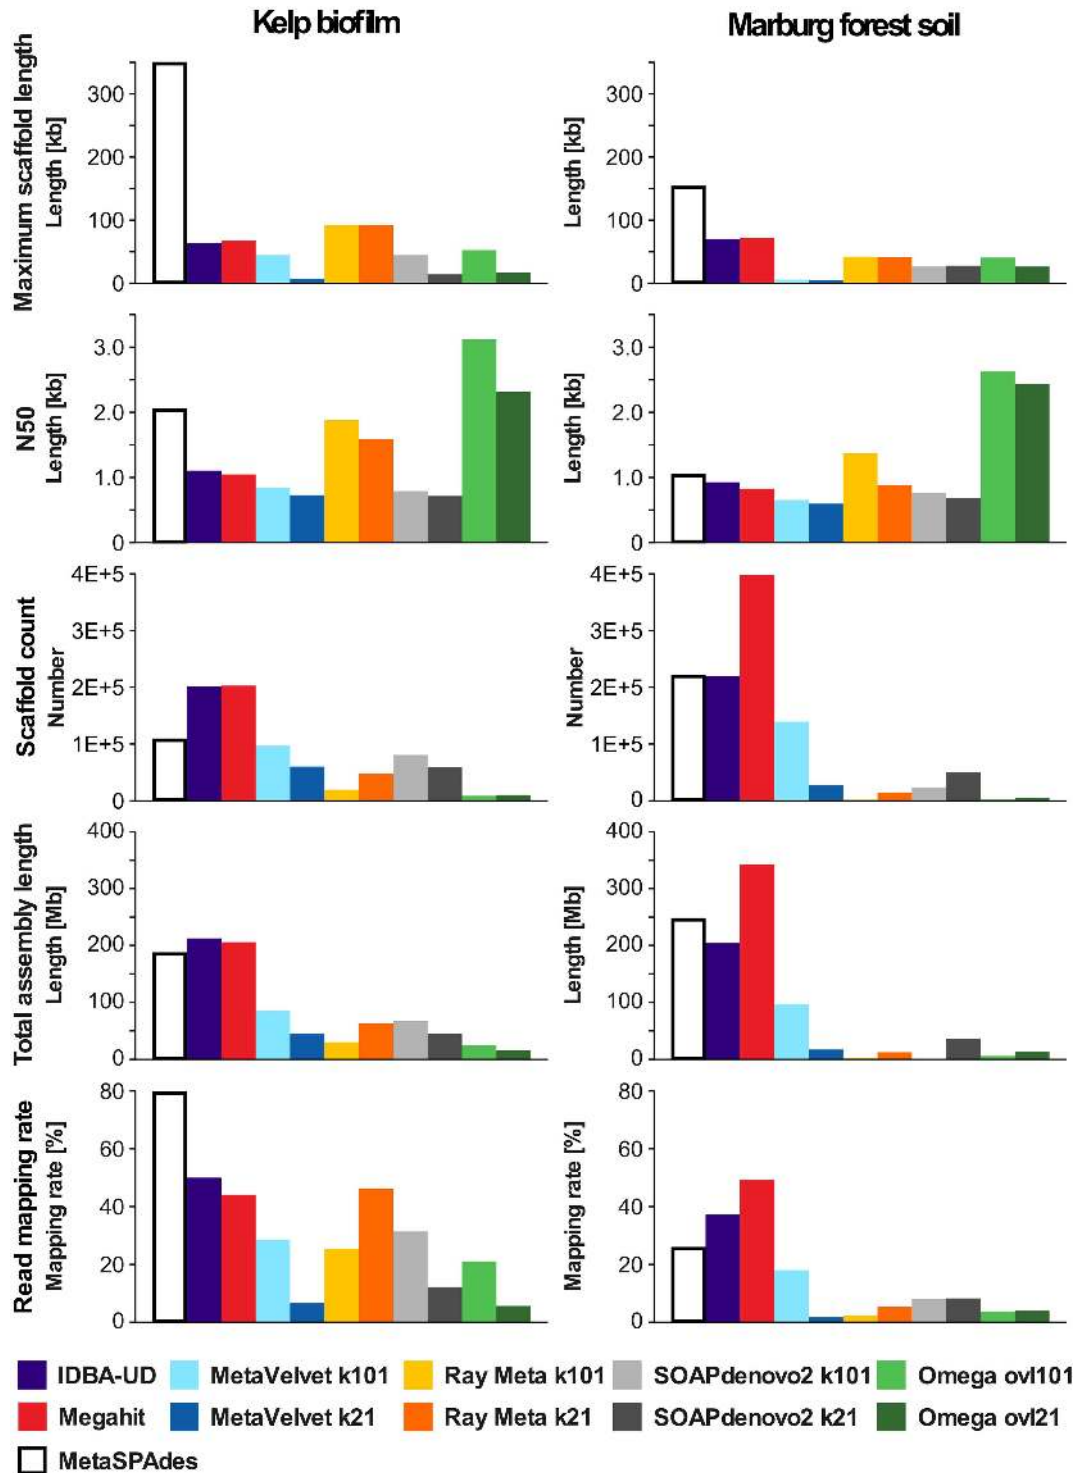 Kelp biofilm
Marburg forest soil
Maximum scaffold length
Length [kb]
300
200
100
0
Length [kb]
300
200
100
0
N50
Length [kb]
3.0
2.0
1.0
0
Length [kb]
3.0
2.0
1.0
0
Scaffold count
Number
4E+5
3E+5
2E+5
1E+5
0
Number
4E+5
3E+5
2E+5
1E+5
0
Total assembly length
Length [Mb]
400
300
200
100
0
Length [Mb]
400
300
200
100
0
Read mapping rate
Mapping rate [%]
80
60
40
20
0
Mapping rate [%]
80
60
40
20
0
IDBA-UD
MetaVelvet k101
Ray Meta k101
SOAPdenovo2 k101
Omega ovl101
Megahit
MetaVelvet k21
Ray Meta k21
SOAPdenovo2 k21
Omega ovl21
MetaSPAdes